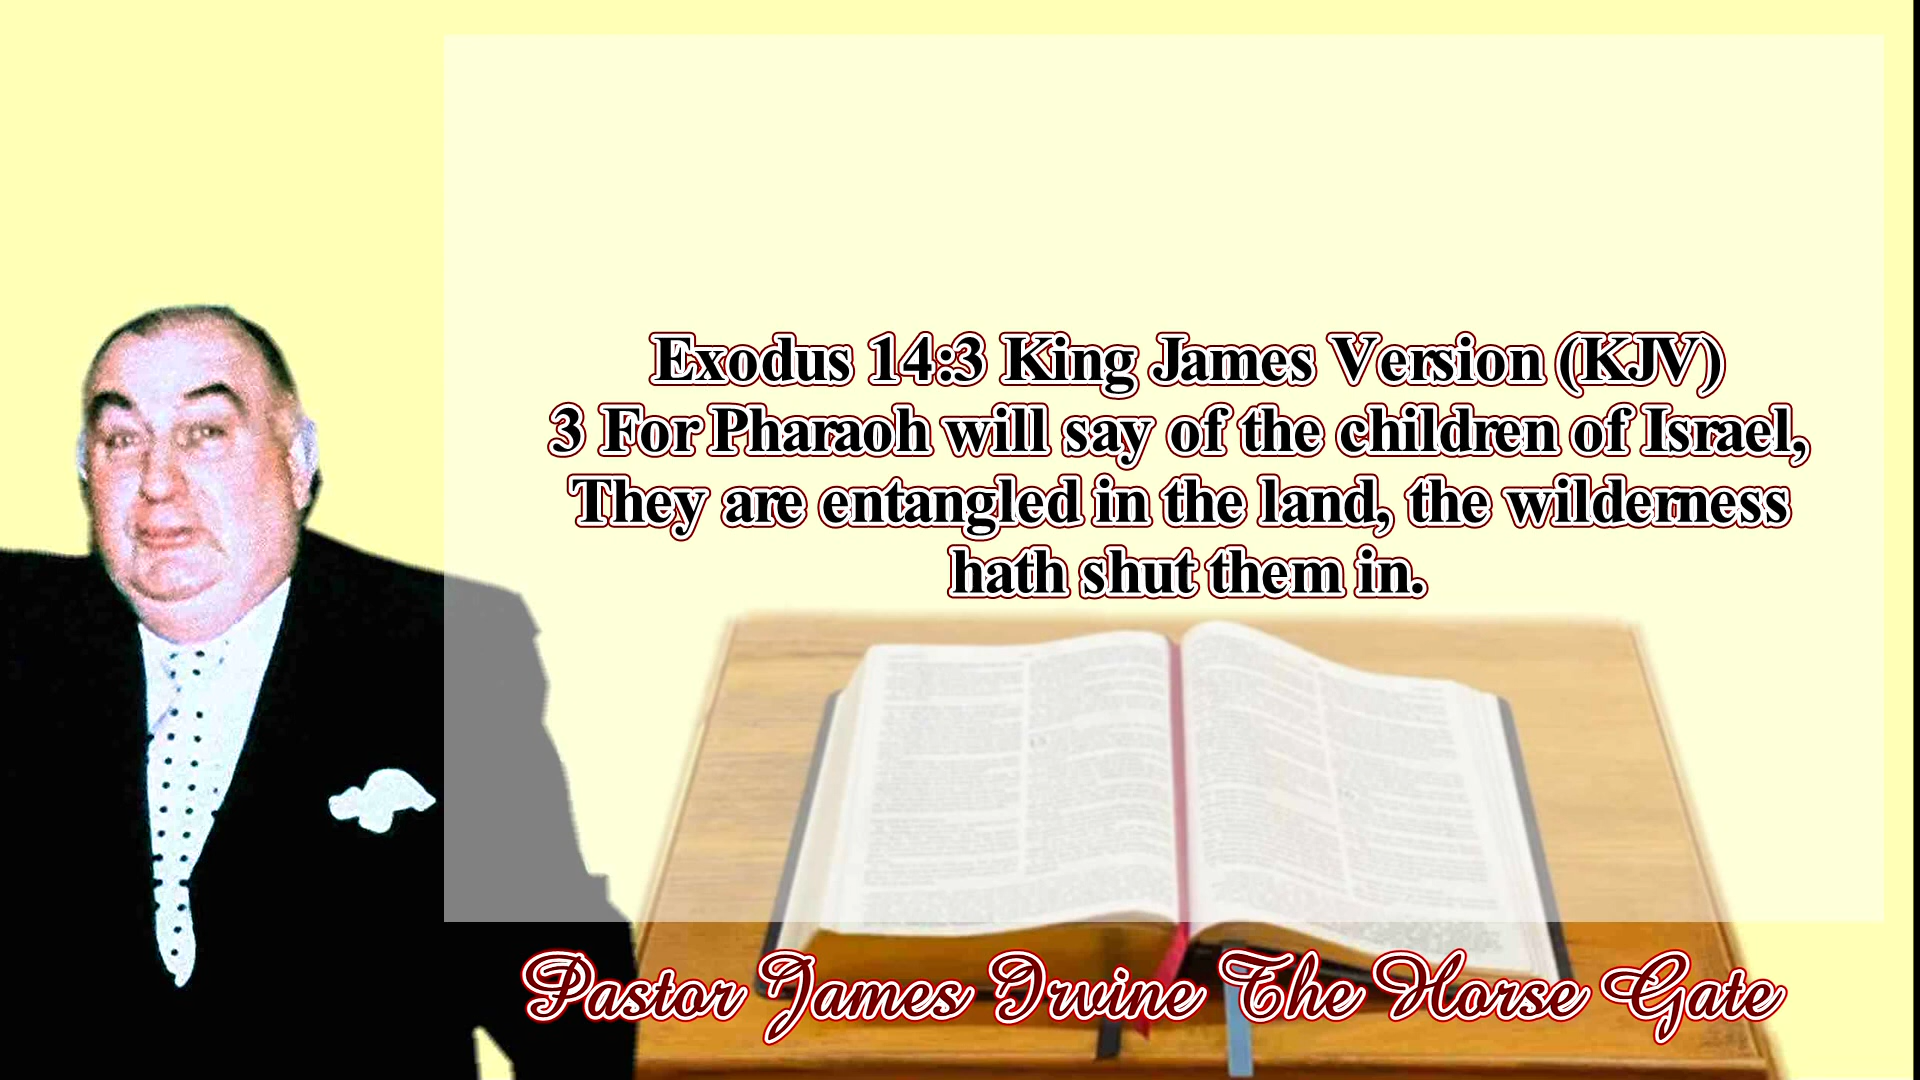 Exodus 14:3 King James Version (KJV)
3 For Pharaoh will say of the children of Israel,
They are entangled in the land, the wilderness
hath shut them in.
Pastor James Irvine The Horse Gate